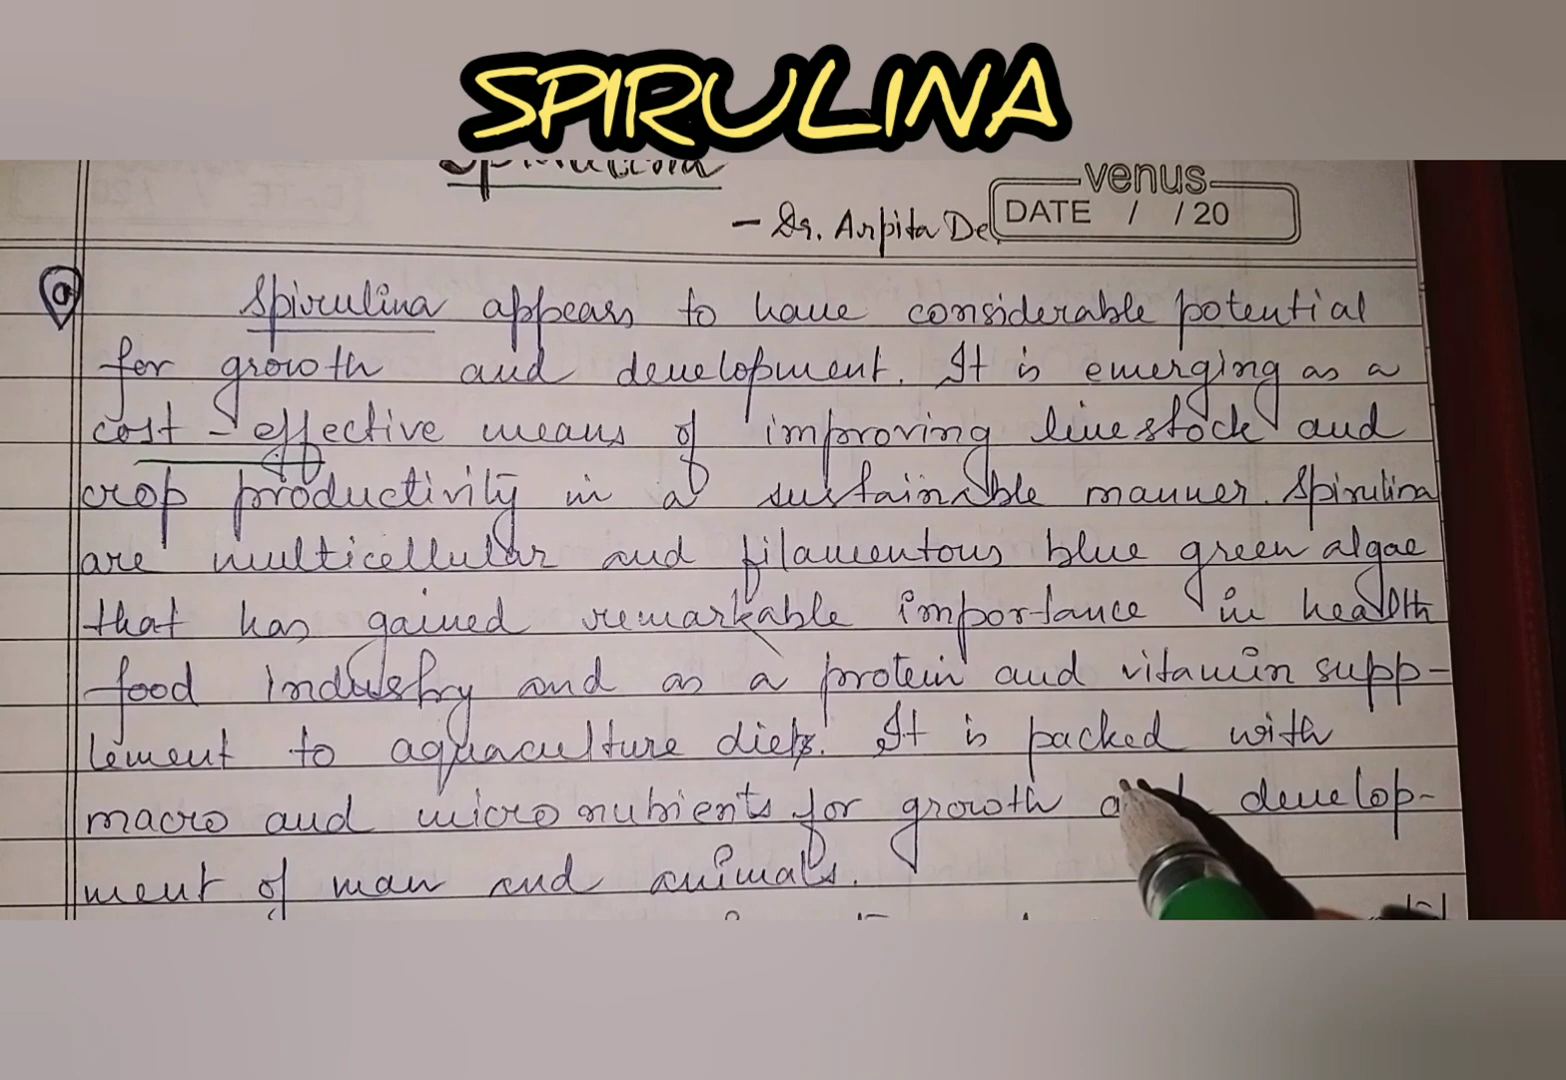 SPIRULINA
Spirulina
venus
DATE / / 20
- Dr. Arpita De
a
Spirulina appears to have considerable potential
for growth and development. It is emerging as a
cost-effective means of improving livestock and
crop productivity in a sustainable manner. Spirulina
are multicellular and filamentous blue green algae
that has gained remarkable importance in health
food industry and as a protein and vitamin supp-
lement to aquaculture diets. It is packed with
macro and micro nutrients for growth and develop-
ment of man and animals.